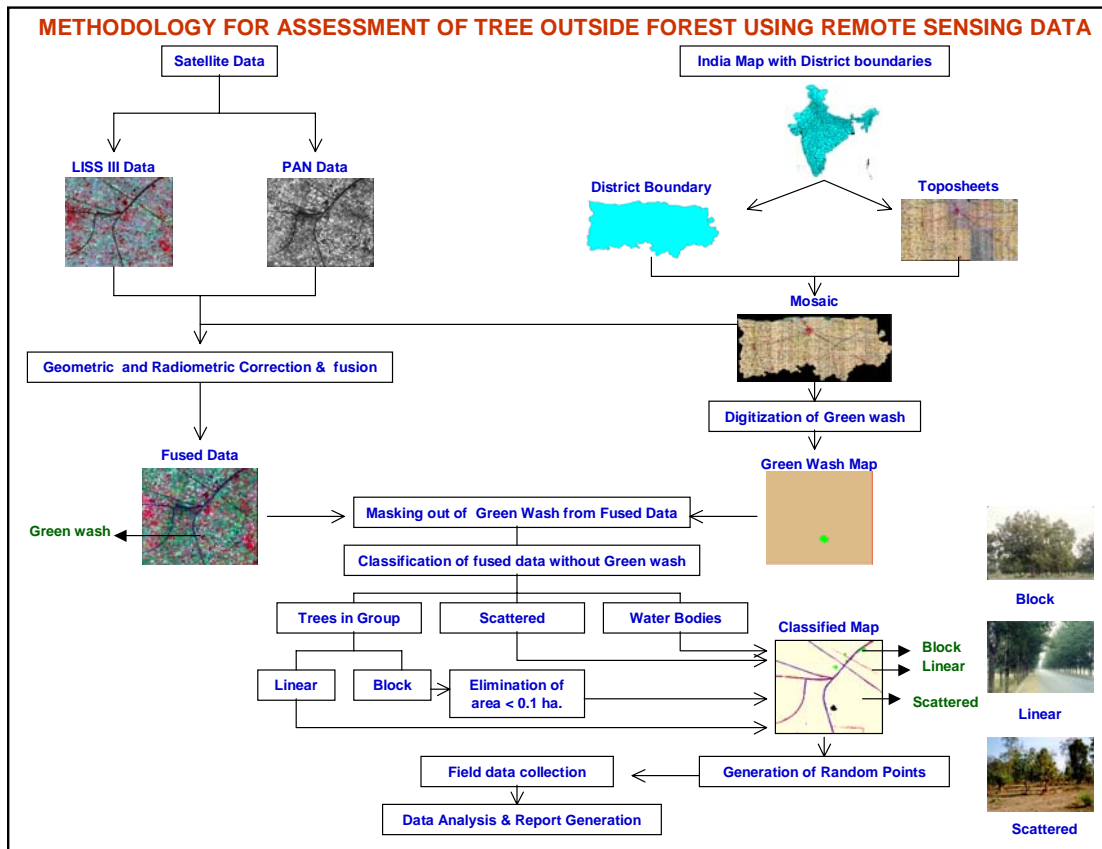 METHODOLOGY FOR ASSESSMENT OF TREE OUTSIDE FOREST USING REMOTE SENSING DATA
Satellite Data
India Map with District boundaries
LISS III Data
PAN Data
District Boundary
Toposheets
Mosaic
Geometric and Radiometric Correction & fusion
Digitization of Green wash
Fused Data
Green Wash Map
Green wash
Masking out of Green Wash from Fused Data
Classification of fused data without Green wash
Block
Trees in Group
Scattered
Water Bodies
Classified Map
Block
Linear
Linear
Block
Elimination of
area < 0.1 ha.
Scattered
Linear
Field data collection
Generation of Random Points
Data Analysis & Report Generation
Scattered